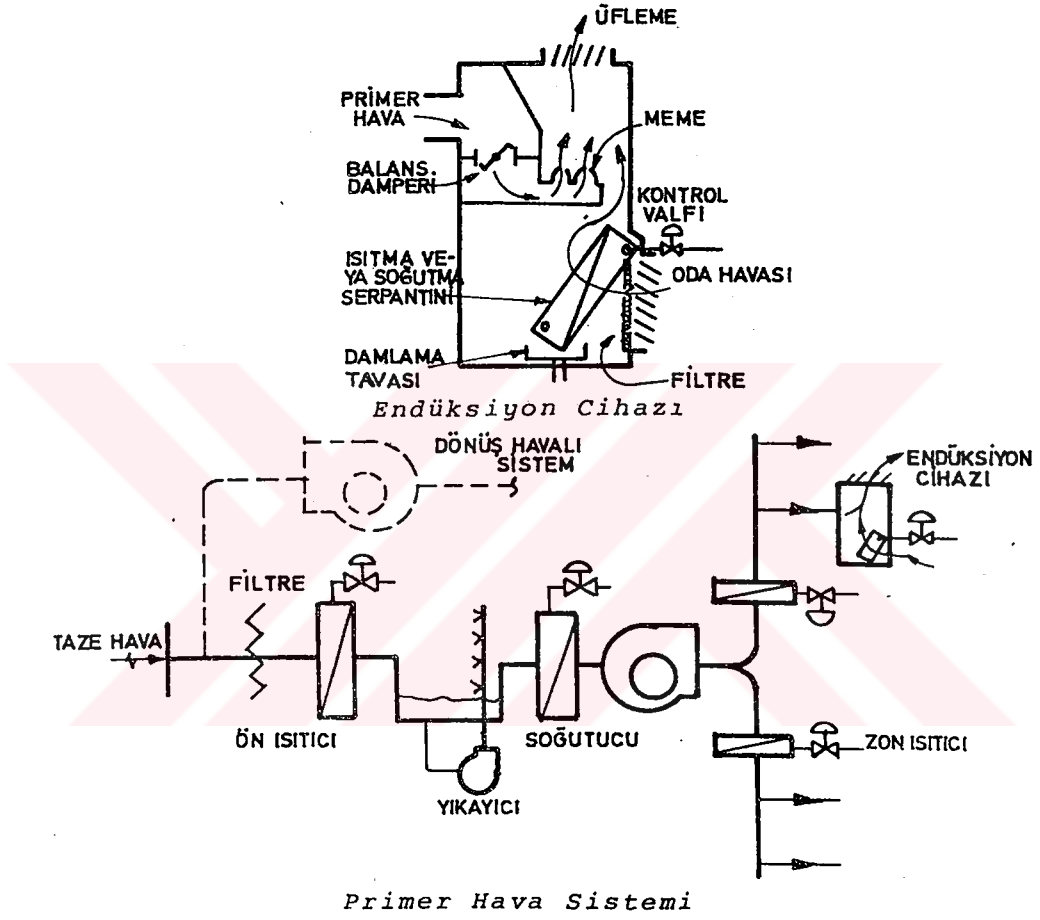 ÜFLEME
PRİMER
HAVA
MEME
BALANS.
DAMPERİ
KONTROL
VALFİ
ISITMA VE-
YA SOĞUTMA
SERPANTİNİ
ODA HAVASI
DAMLAMA
TAVASI
FİLTRE
Endüksiyon Cihazı
DÖNÜŞ HAVALI
SİSTEM
ENDÜKSİYON
CİHAZI
FİLTRE
TAZE HAVA
ÖN ISITICI
SOĞUTUCU
ZON ISITICI
YIKAYICI
Primer Hava Sistemi